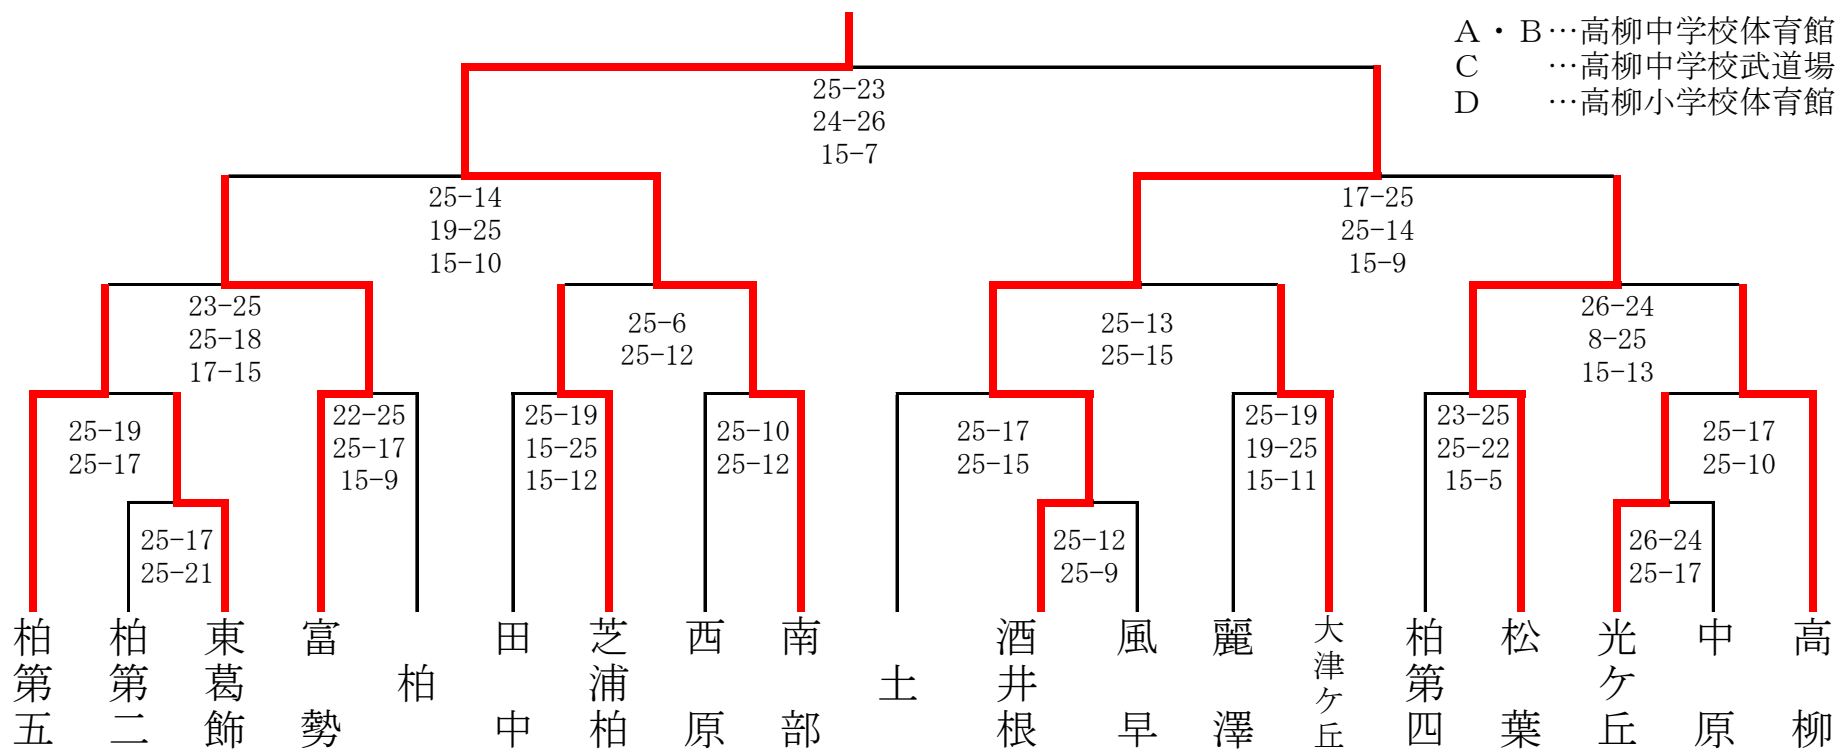 A・B…高柳中学校体育館
C …高柳中学校武道場
D …高柳小学校体育館
25-23
24-26
15-7
25-14
19-25
15-10
17-25
25-14
15-9
23-25
25-18
17-15
25-6
25-12
25-13
25-15
26-24
8-25
15-13
25-19
25-17
22-25
25-17
15-9
25-19
15-25
15-12
25-10
25-12
25-17
25-15
25-19
19-25
15-11
23-25
25-22
15-5
25-17
25-10
25-17
25-21
25-12
25-9
26-24
25-17
柏第五
柏第二
東葛飾
富勢
柏
田中
芝浦柏
西原
南部
土
酒井根
風早
麗澤
大津ケ丘
柏第四
松葉
光ケ丘
中原
高柳